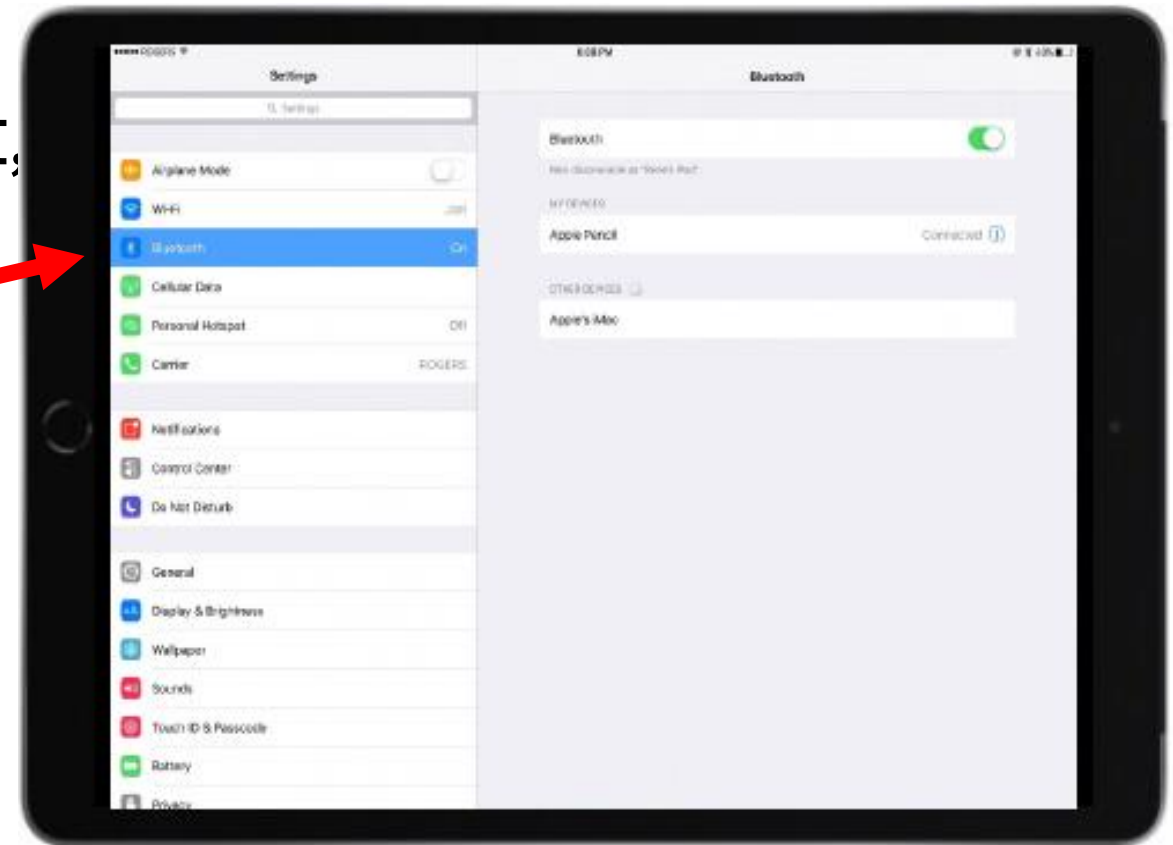 ROGERS
Settings
Bluetooth
Settings
Bluetooth
Airplane Mode
Wi-Fi
Bluetooth On
Apple Pencil Connected
Cellular Data
Apple's iMac
Personal Hotspot Off
Carrier ROGERS
Notifications
Control Center
Do Not Disturb
General
Display & Brightness
Wallpaper
Sounds
Touch ID & Passcode
Battery
Privacy
MY DEVICES
OTHER DEVICES